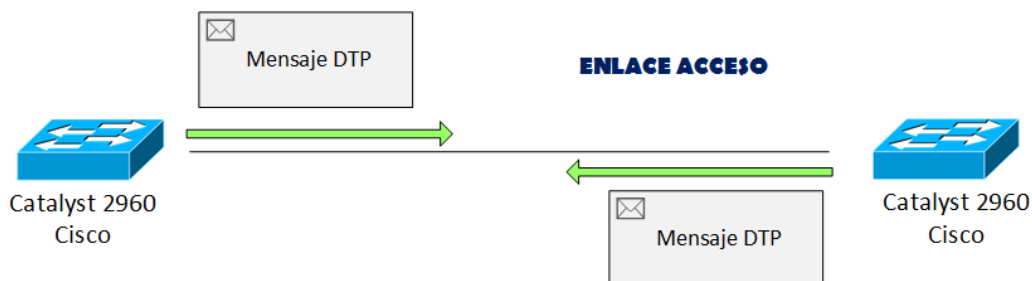 Mensaje DTP
ENLACE ACCESO
Catalyst 2960
Cisco
Catalyst 2960
Cisco
Mensaje DTP